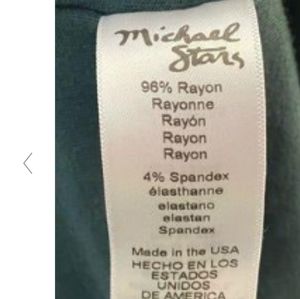 Michael
Stars
96% Rayon
Rayonne
Rayón
Rayon
Rayon
4% Spandex
élasthanne
elastano
elastan
Spandex
Made in the USA
HECHO EN LOS
ESTADOS
UNIDOS
DE AMERICA